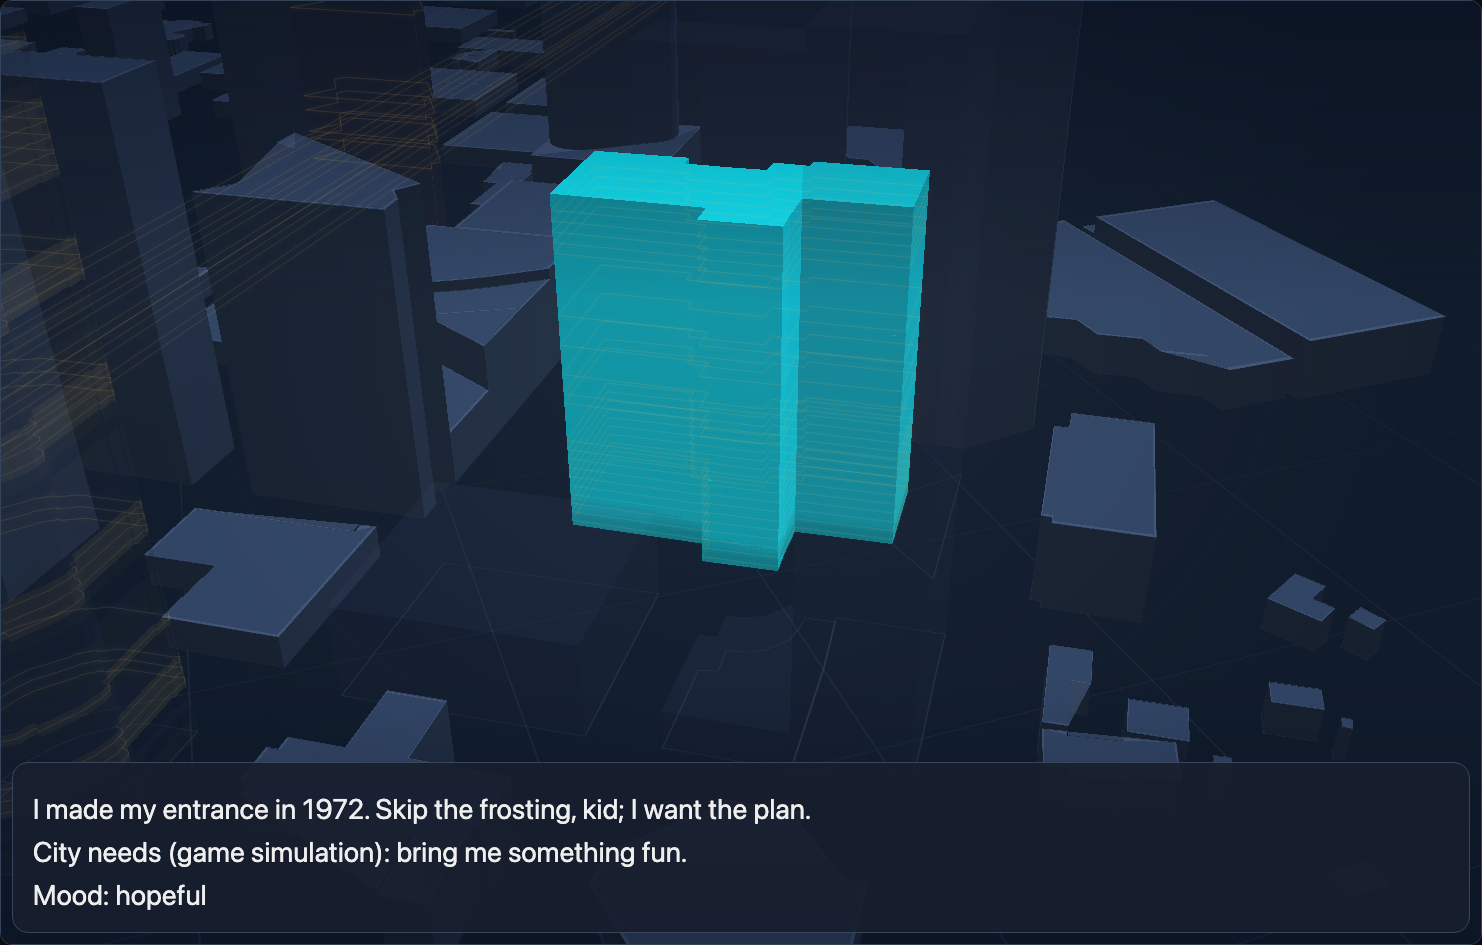 I made my entrance in 1972. Skip the frosting, kid; I want the plan.
City needs (game simulation): bring me something fun.
Mood: hopeful